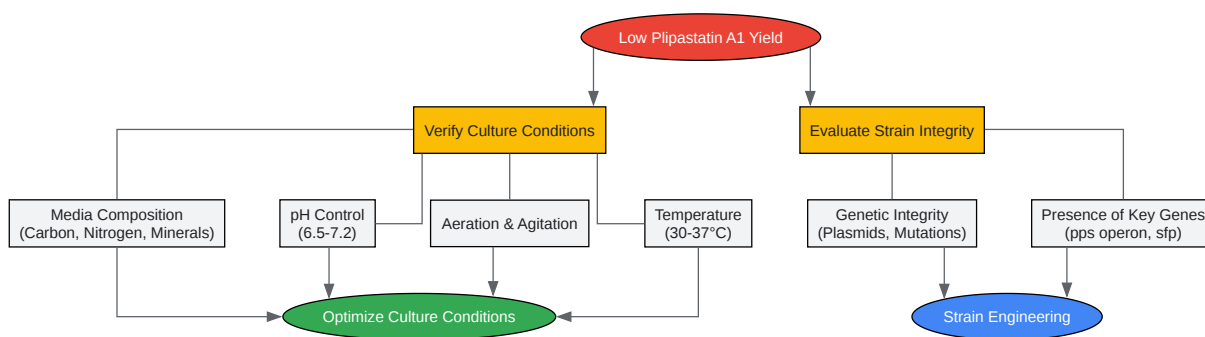 Low Plipastatin A1 Yield
Verify Culture Conditions
Evaluate Strain Integrity
Media Composition
(Carbon, Nitrogen, Minerals)
pH Control
(6.5-7.2)
Aeration & Agitation
Temperature
(30-37°C)
Genetic Integrity
(Plasmids, Mutations)
Presence of Key Genes
(pps operon, sfp)
Optimize Culture Conditions
Strain Engineering